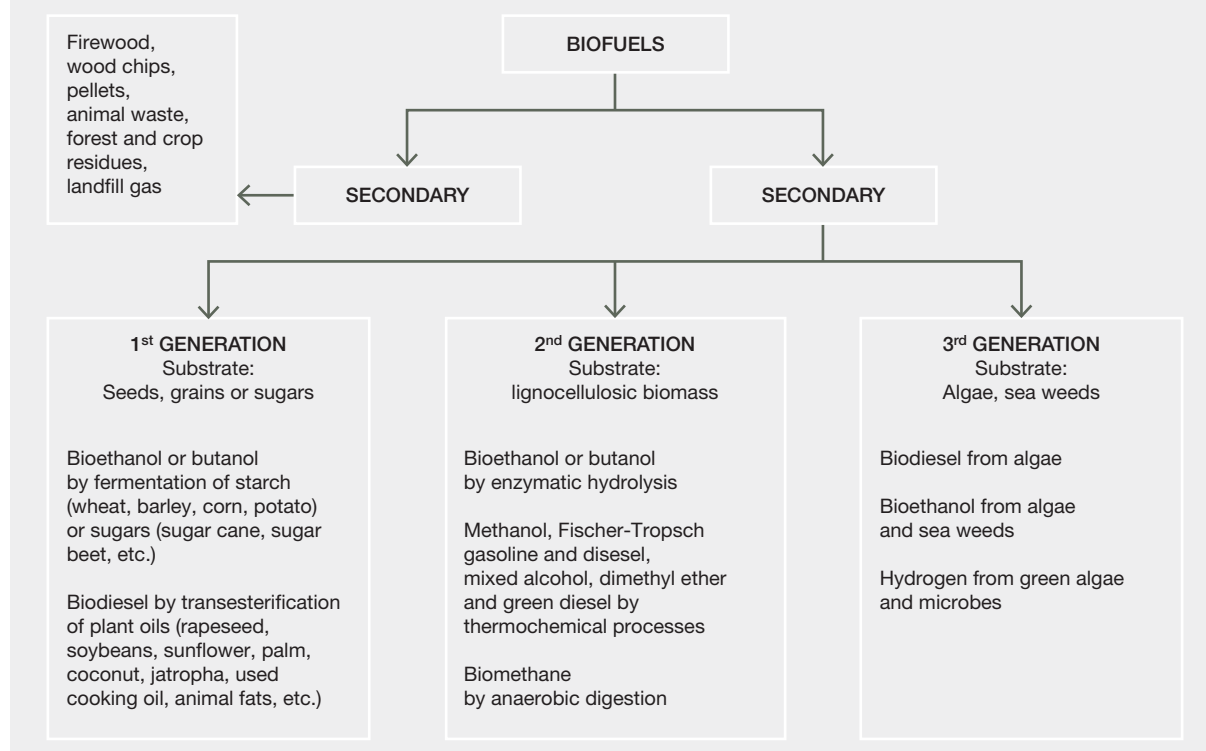 Firewood,
wood chips,
pellets,
animal waste,
forest and crop
residues,
landfill gas
BIOFUELS
SECONDARY
SECONDARY
1st GENERATION
Substrate:
Seeds, grains or sugars
Bioethanol or butanol
by fermentation of starch
(wheat, barley, corn, potato)
or sugars (sugar cane, sugar
beet, etc.)
Biodiesel by transesterification
of plant oils (rapeseed,
soybeans, sunflower, palm,
coconut, jatropha, used
cooking oil, animal fats, etc.)
2nd GENERATION
Substrate:
lignocellulosic biomass
Bioethanol or butanol
by enzymatic hydrolysis
Methanol, Fischer-Tropsch
gasoline and disesel,
mixed alcohol, dimethyl ether
and green diesel by
thermochemical processes
Biomethane
by anaerobic digestion
3rd GENERATION
Substrate:
Algae, sea weeds
Biodiesel from algae
Bioethanol from algae
and sea weeds
Hydrogen from green algae
and microbes